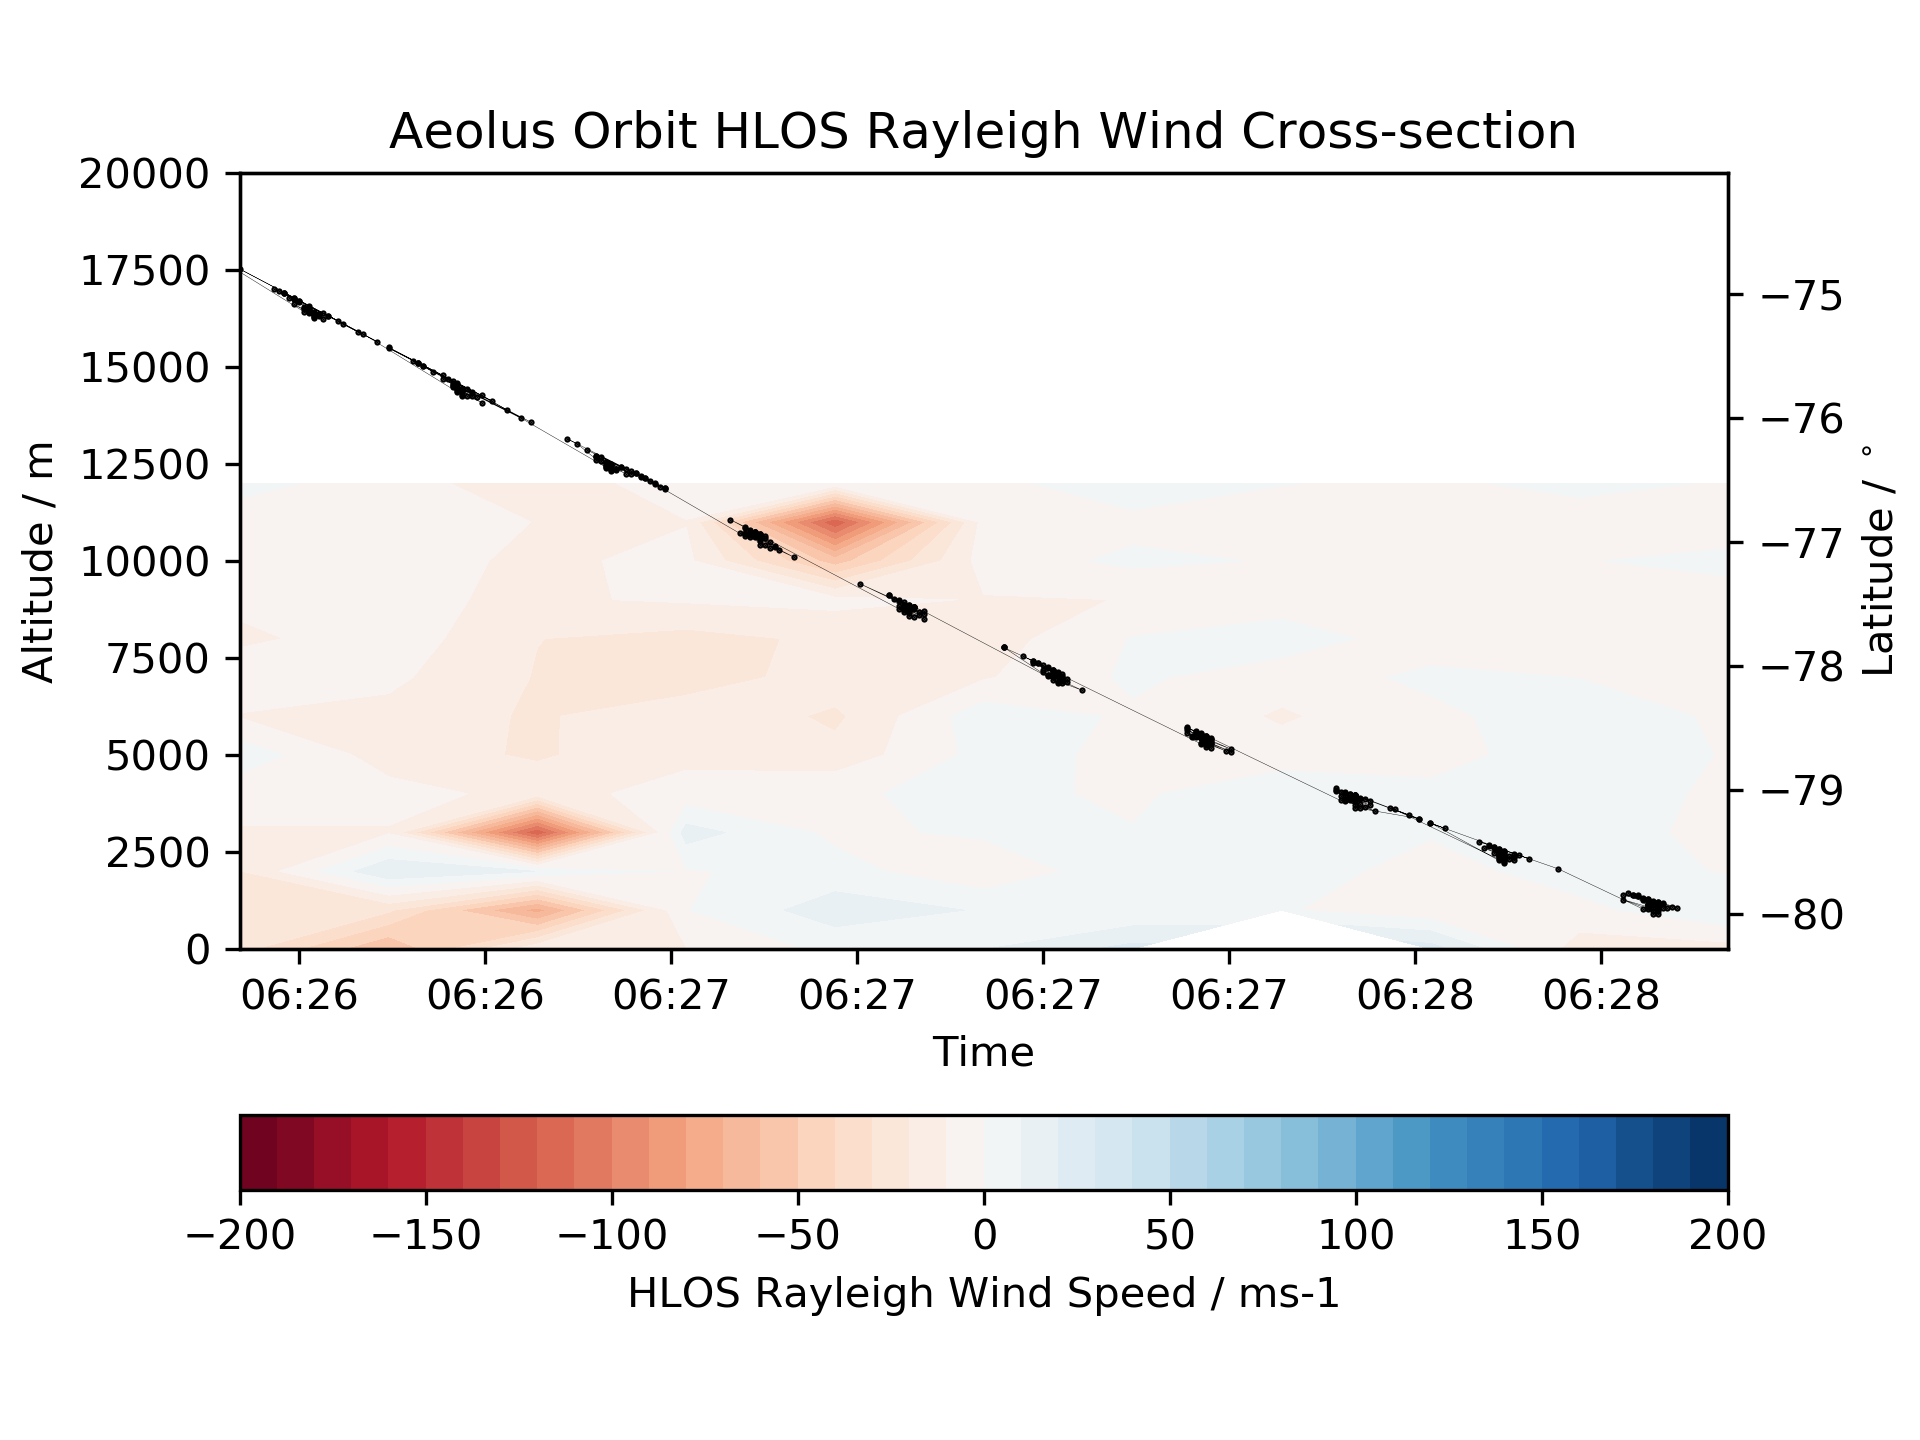 Aeolus Orbit HLOS Rayleigh Wind Cross-section
20000
17500
15000
12500
10000
7500
5000
2500
0
Altitude / m
−75
−76
−77
−78
−79
−80
Latitude / °
06:26 06:26 06:27 06:27 06:27 06:27 06:28 06:28
Time
−200 −150 −100 −50 0 50 100 150 200
HLOS Rayleigh Wind Speed / ms-1